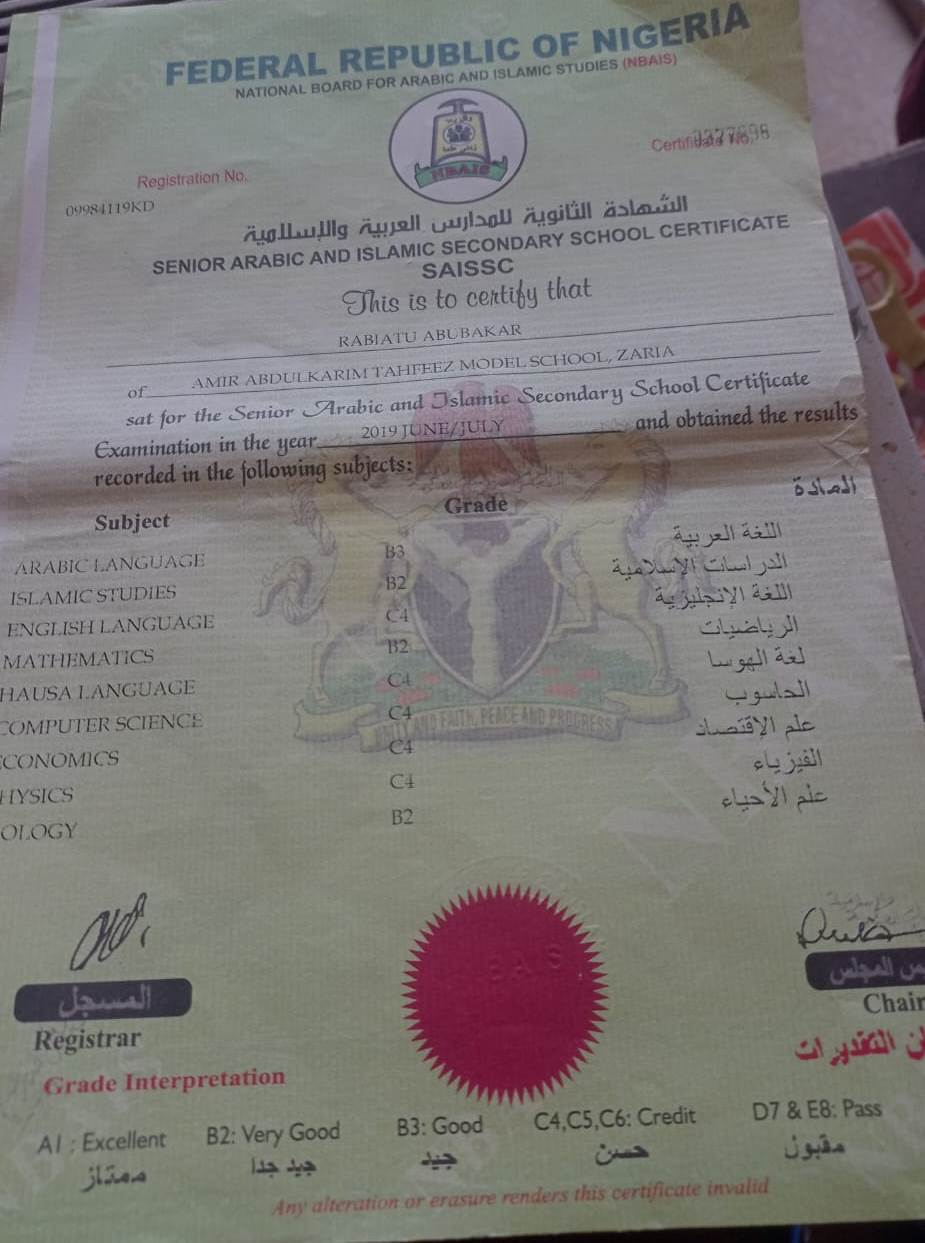 FEDERAL REPUBLIC OF NIGERIA
NATIONAL BOARD FOR ARABIC AND ISLAMIC STUDIES (NBAIS)
NBAIS
Registration No.
09984119KD
الشهادة الثانوية للمدارس العربية والإسلامية
SENIOR ARABIC AND ISLAMIC SECONDARY SCHOOL CERTIFICATE
SAISSC
This is to certify that
RABIATU ABUBAKAR
of AMIR ABDULKARIM TAHFEEZ MODEL SCHOOL, ZARIA
sat for the Senior Arabic and Islamic Secondary School Certificate
Examination in the year 2019 JUNE/JULY and obtained the results
recorded in the following subjects:
Subject Grade المادة
ARABIC LANGUAGE B3 اللغة العربية
ISLAMIC STUDIES B2 الدراسات الإسلامية
ENGLISH LANGUAGE C4 اللغة الإنجليزية
MATHEMATICS B2 الرياضيات
HAUSA LANGUAGE C4 لغة الهوسا
COMPUTER SCIENCE C4 الحاسوب
CONOMICS C4 علم الاقتصاد
HYSICS C4 الفيزياء
OLOGY B2 علم الأحياء
UNITY AND FAITH, PEACE AND PROGRESS
المسجل
Registrar
المجلس
Chair
Grade Interpretation
التقديرات
A1 : Excellent B2: Very Good B3: Good C4,C5,C6: Credit D7 & E8: Pass
ممتاز جيد جدا جيد حسن مقبول
Any alteration or erasure renders this certificate invalid